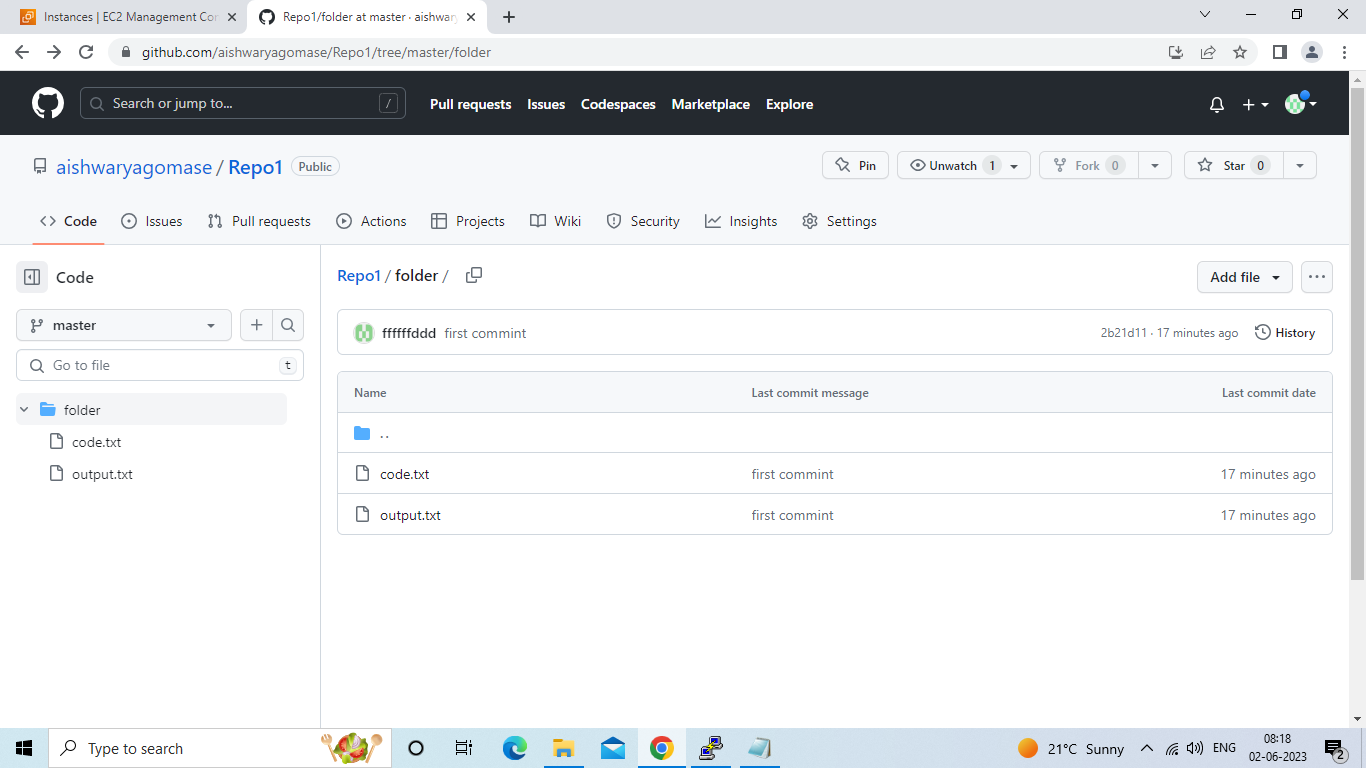 Instances | EC2 Management Con
Repo1/folder at master · aishwary
github.com/aishwaryagomase/Repo1/tree/master/folder
Search or jump to...
/
Pull requests
Issues
Codespaces
Marketplace
Explore
aishwaryagomase / Repo1
Public
Pin
Unwatch 1
Fork 0
Star 0
Code
Issues
Pull requests
Actions
Projects
Wiki
Security
Insights
Settings
Code
master
Go to file
t
folder
code.txt
output.txt
Repo1 / folder /
Add file
ffffffddd first commint
2b21d11 · 17 minutes ago
History
Name
Last commit message
Last commit date
..
code.txt
first commint
17 minutes ago
output.txt
first commint
17 minutes ago
Type to search
21°C Sunny
ENG
08:18
02-06-2023
2